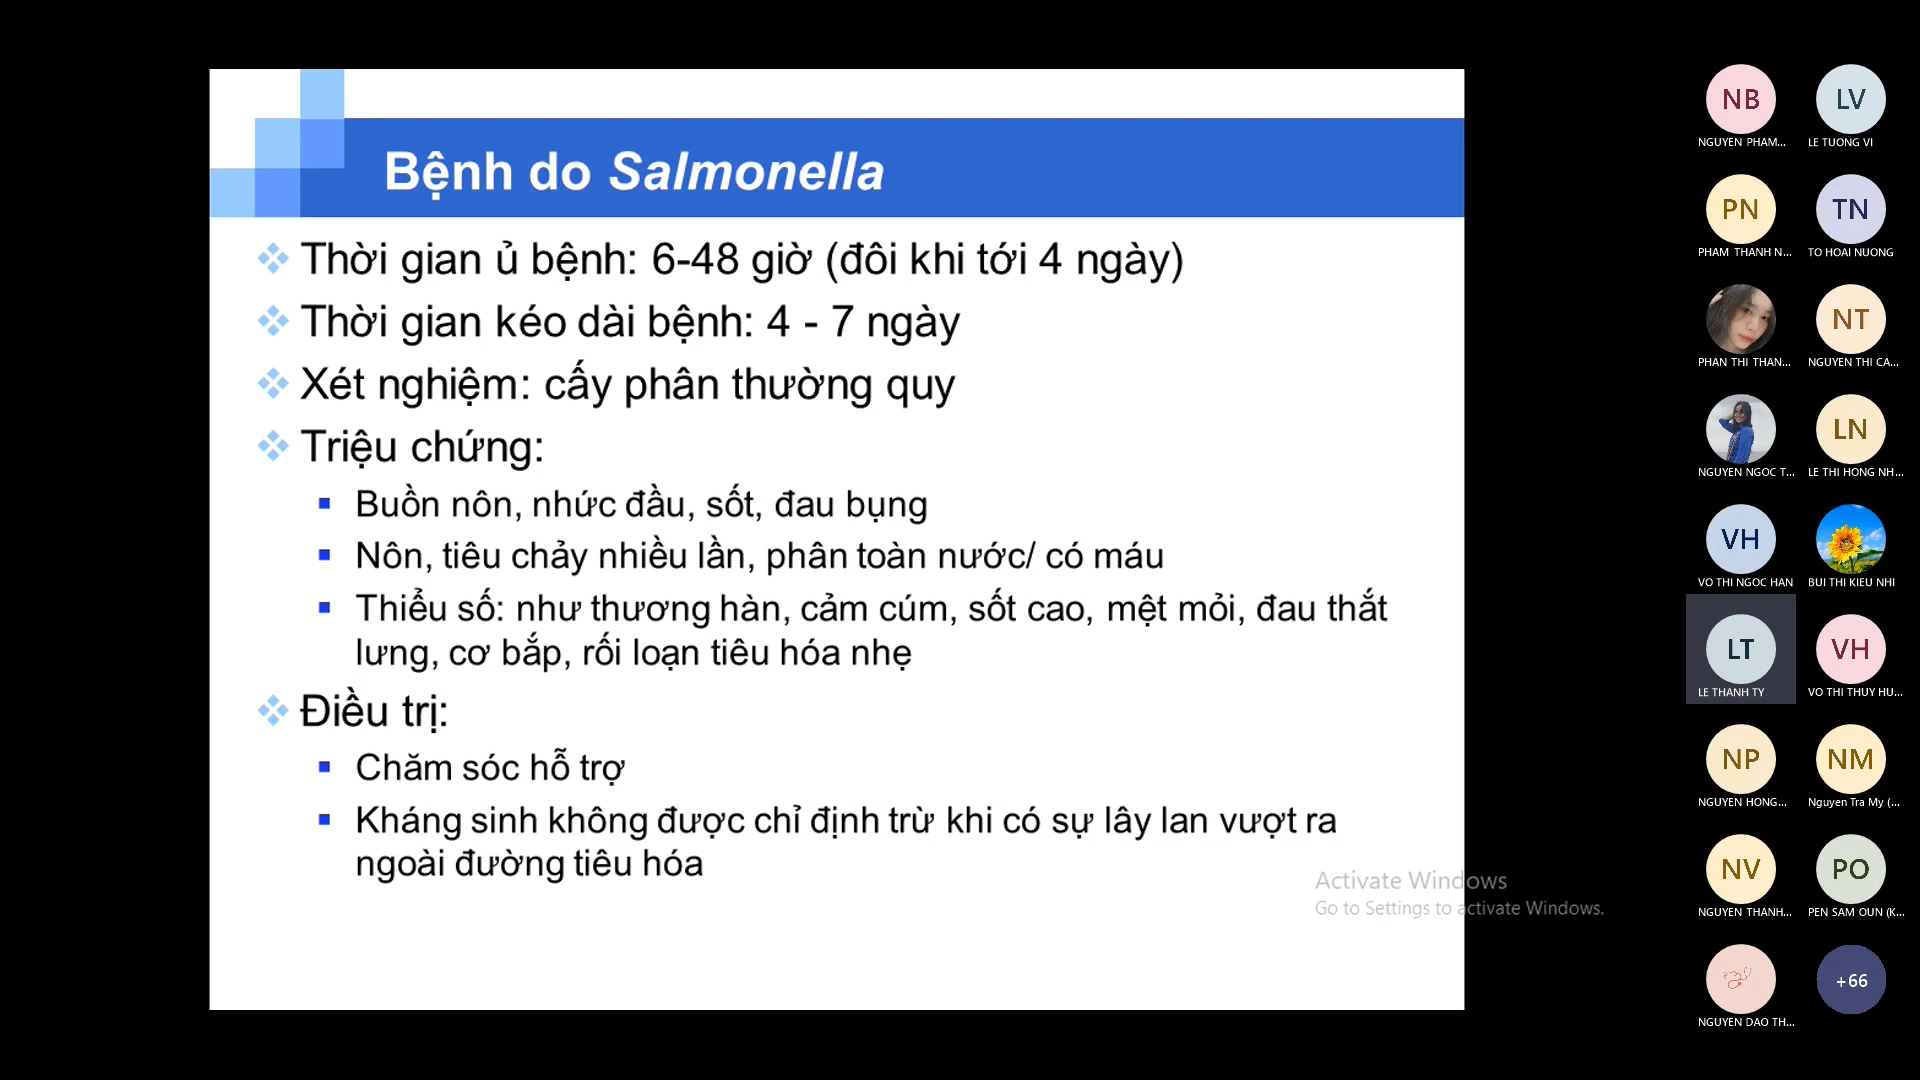 Bệnh do Salmonella
Thời gian ủ bệnh: 6-48 giờ (đôi khi tới 4 ngày)
Thời gian kéo dài bệnh: 4 - 7 ngày
Xét nghiệm: cấy phân thường quy
Triệu chứng:
Buồn nôn, nhức đầu, sốt, đau bụng
Nôn, tiêu chảy nhiều lần, phân toàn nước/ có máu
Thiểu số: như thương hàn, cảm cúm, sốt cao, mệt mỏi, đau thắt
lưng, cơ bắp, rối loạn tiêu hóa nhẹ
Điều trị:
Chăm sóc hỗ trợ
Kháng sinh không được chỉ định trừ khi có sự lây lan vượt ra
ngoài đường tiêu hóa
Activate Windows
Go to Settings to activate Windows.
NB LV
NGUYEN PHAM... LE TUONG VI
PN TN
PHAM THANH N... TO HOAI NUONG
NT
PHAN THI THAN... NGUYEN THI CA...
LN
NGUYEN NGOC T... LE THI HONG NH...
VH
VO THI NGOC HAN BUI THI KIEU NHI
LT VH
LE THANH TY VO THI THUY HU...
NP NM
NGUYEN HONG... Nguyen Tra My (...
NV PO
NGUYEN THANH... PEN SAM OUN (K...
+66
NGUYEN DAO TH...